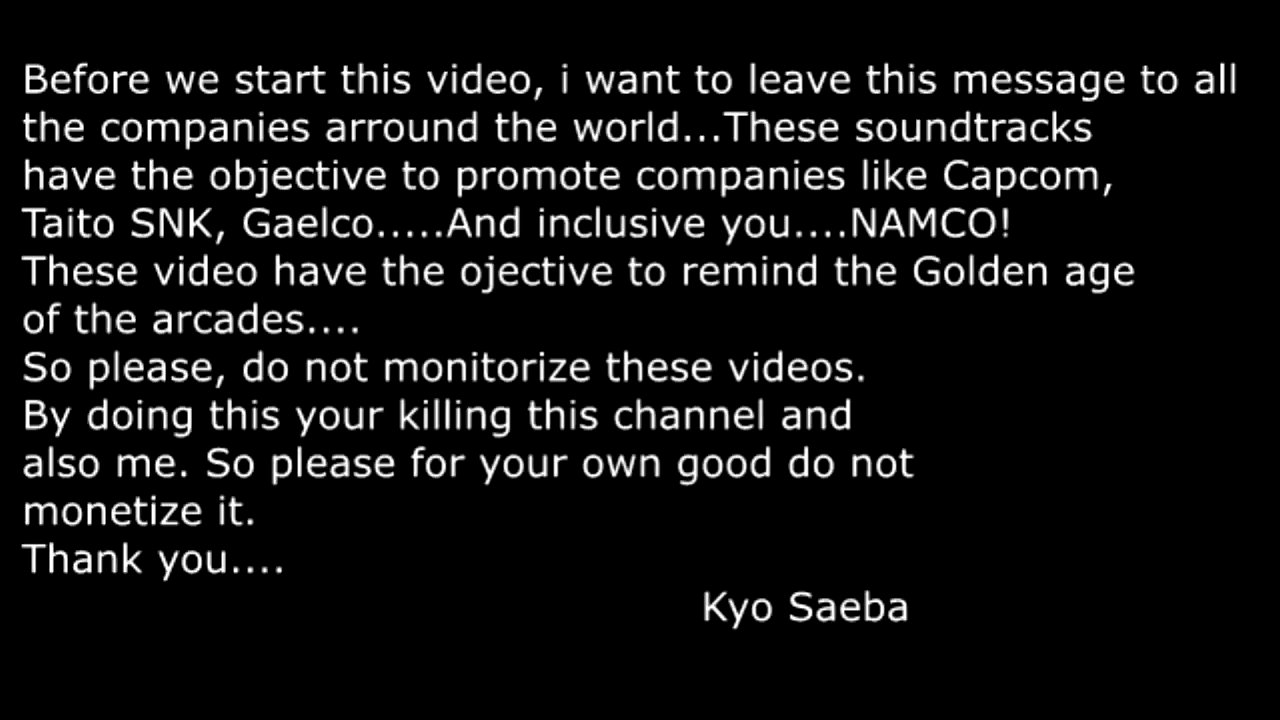 Before we start this video, i want to leave this message to all
the companies arround the world...These soundtracks
have the objective to promote companies like Capcom,
Taito SNK, Gaelco.....And inclusive you....NAMCO!
These video have the ojective to remind the Golden age
of the arcades....
So please, do not monitorize these videos.
By doing this your killing this channel and
also me. So please for your own good do not
monetize it.
Thank you....
Kyo Saeba